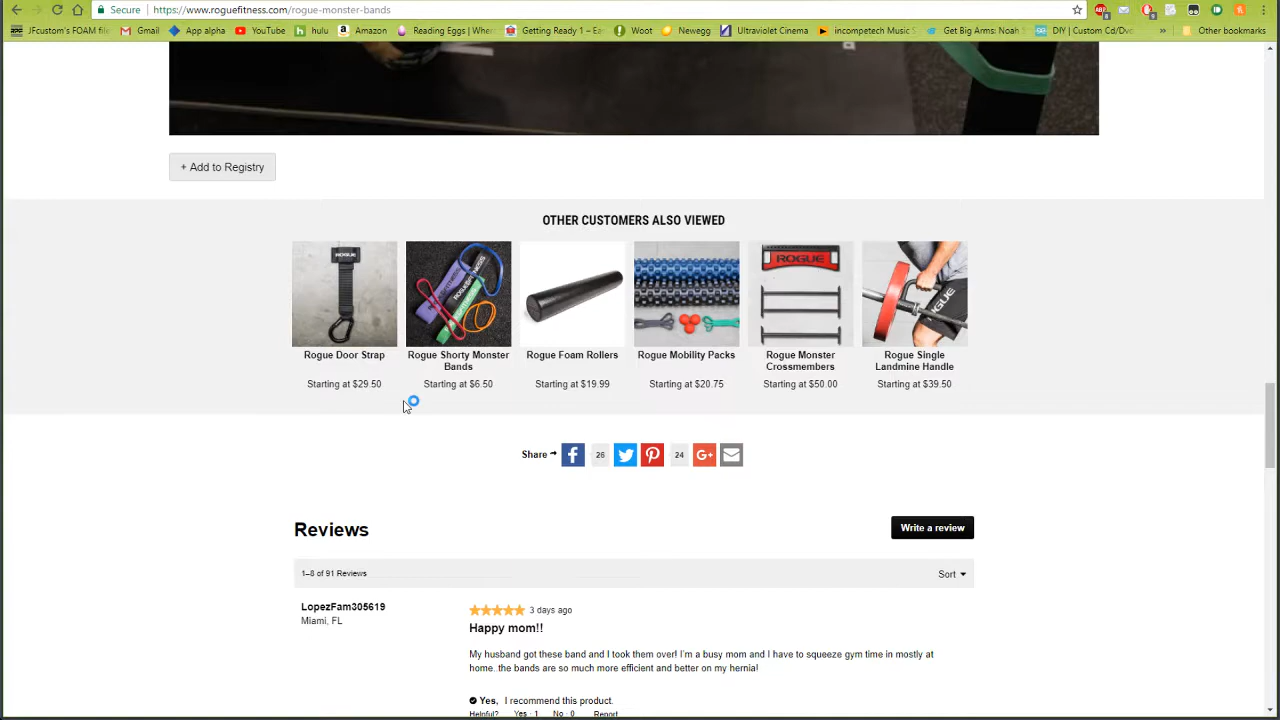 Secure https://www.roguefitness.com/rogue-monster-bands
JFcustom's FOAM file App alpha Gmail YouTube hulu Amazon Reading Eggs | Wher Getting Ready 1 – Ea Woot Newegg Ultraviolet Cinema incompetech Music S Get Big Arms: Noah S DIY | Custom Cd/Dvd » Other bookmarks
+ Add to Registry
OTHER CUSTOMERS ALSO VIEWED
ROGUE
ROGUE
ROGUE
Rogue Door Strap Rogue Shorty Monster Bands Rogue Foam Rollers Rogue Mobility Packs Rogue Monster Crossmembers Rogue Single Landmine Handle
Starting at $29.50 Starting at $6.50 Starting at $19.99 Starting at $20.75 Starting at $50.00 Starting at $39.50
Share 26 24 G+
Reviews Write a review
1–8 of 91 Reviews Sort
LopezFam305619 3 days ago
Miami, FL
Happy mom!!
My husband got these band and I took them over! I'm a busy mom and I have to squeeze gym time in mostly at
home..the bands are so much more efficient and better on my hernia!
Yes, I recommend this product.
Helpful? Yes · 1 No · 0 Report